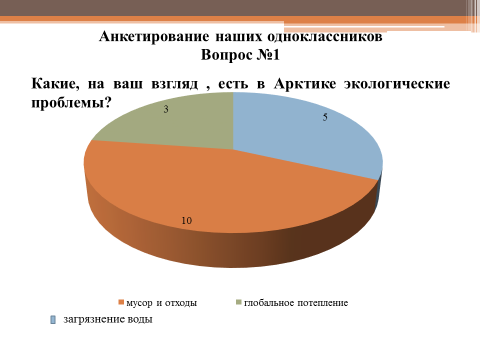 Анкетирование наших одноклассников
Вопрос №1
Какие, на ваш взгляд , есть в Арктике экологические
проблемы?
3
5
10
мусор и отходы глобальное потепление
загрязнение воды